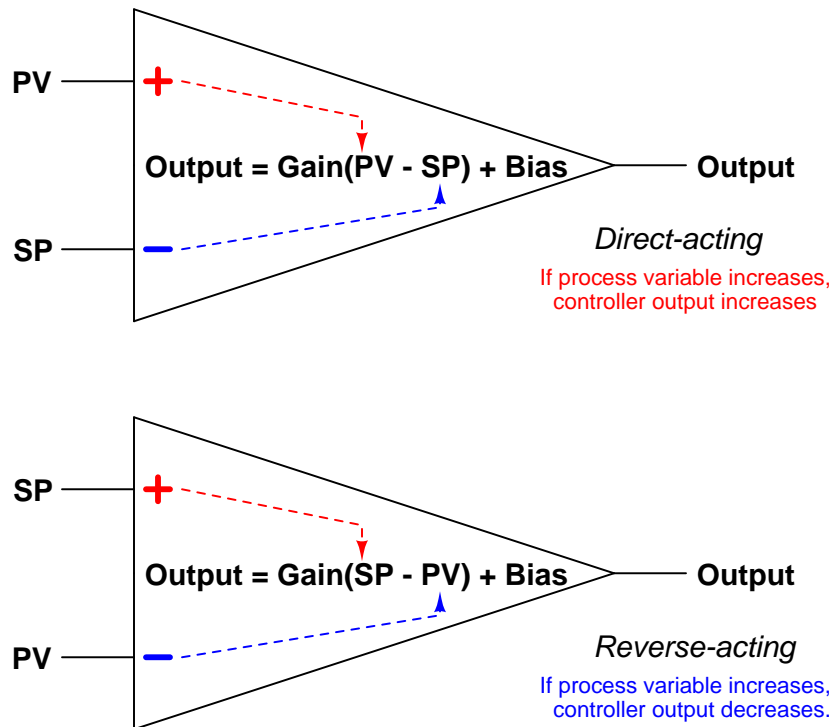 PV
+
Output = Gain(PV - SP) + Bias
Output
SP
−
Direct-acting
If process variable increases,
controller output increases
SP
+
Output = Gain(SP - PV) + Bias
Output
PV
−
Reverse-acting
If process variable increases,
controller output decreases.